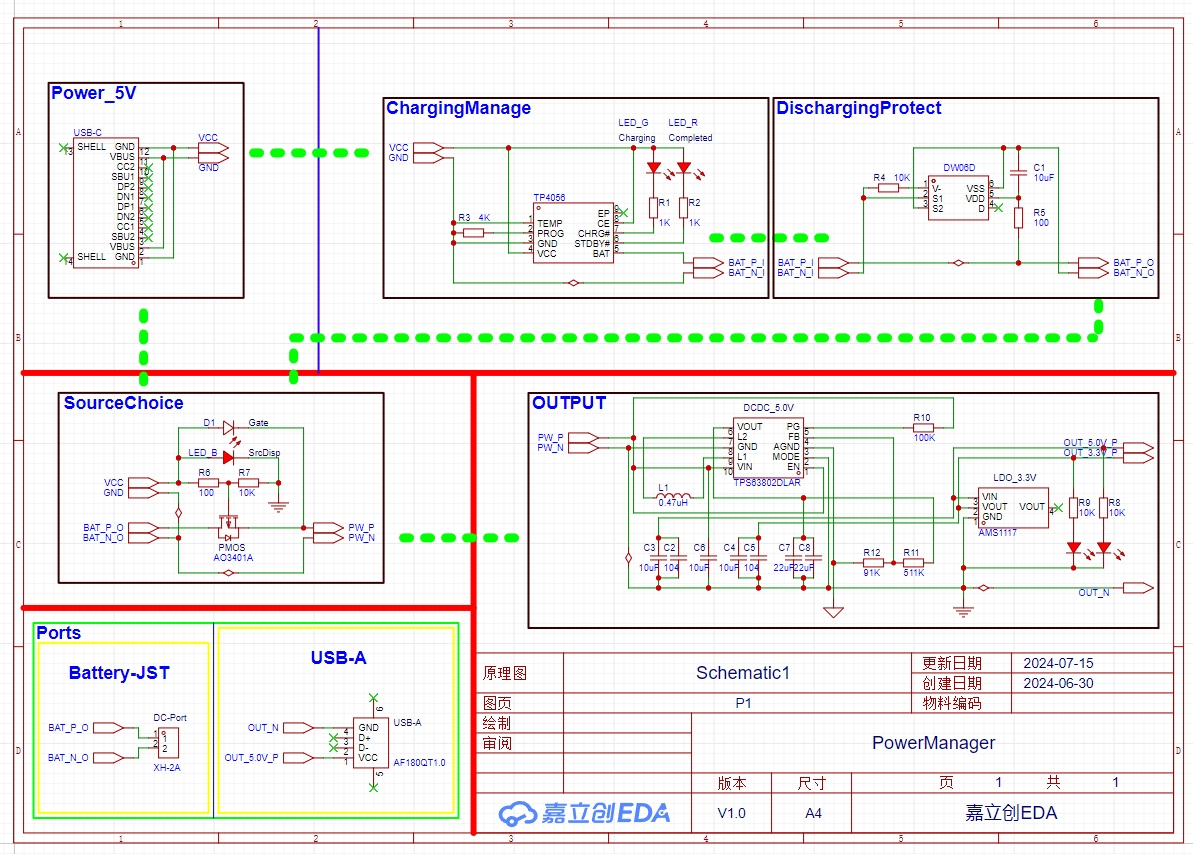 1 2 3 4 5 6
A A
B B
C C
D D
Power_5V
USB-C
SHELL GND
VBUS
CC2
SBU1
DP2
DN1
DP1
DN2
CC1
SBU2
VBUS
SHELL GND
VCC
GND
ChargingManage
LED_G LED_R
Charging Completed
VCC
GND
TP4056
R3 4K
TEMP
PROG
GND
VCC
EP
CE
CHRG#
STDBY#
BAT
R1
1K
R2
1K
BAT_P_I
BAT_N_I
DischargingProtect
DW06D
R4 10K
V-
S1
S2
VSS
VDD
D
C1
10uF
R5
100
BAT_P_I
BAT_N_I
BAT_P_O
BAT_N_O
SourceChoice
D1 Gate
LED_B SrcDisp
R6 R7
100 10K
VCC
GND
BAT_P_O
BAT_N_O
PMOS
AO3401A
PW_P
PW_N
OUTPUT
DCDC_5.0V
PW_P
PW_N
VOUT
L2
GND
L1
VIN
PG
FB
AGND
MODE
EN
TPS63802DLAR
R10
100K
L1
0.47uH
OUT_5.0V_P
OUT_3.3V_P
LDO_3.3V
VIN
VOUT
GND
VOUT
AMS1117
R9
10K
R8
10K
C3 C2 C6 C4 C5 C7 C8
10uF 104 10uF 10uF 104 22uF 22uF
R12 R11
91K 511K
OUT_N
Ports
Battery-JST
DC-Port
BAT_P_O
BAT_N_O
1
2
XH-2A
USB-A
OUT_N
OUT_5.0V_P
GND
D+
D-
VCC
USB-A
AF180QT1.0
原理图 Schematic1 更新日期 2024-07-15
创建日期 2024-06-30
图页 P1 物料编码
绘制
审阅
PowerManager
版本 尺寸 页 1 共 1
嘉立创EDA V1.0 A4 嘉立创EDA
1 2 3 4 5 6